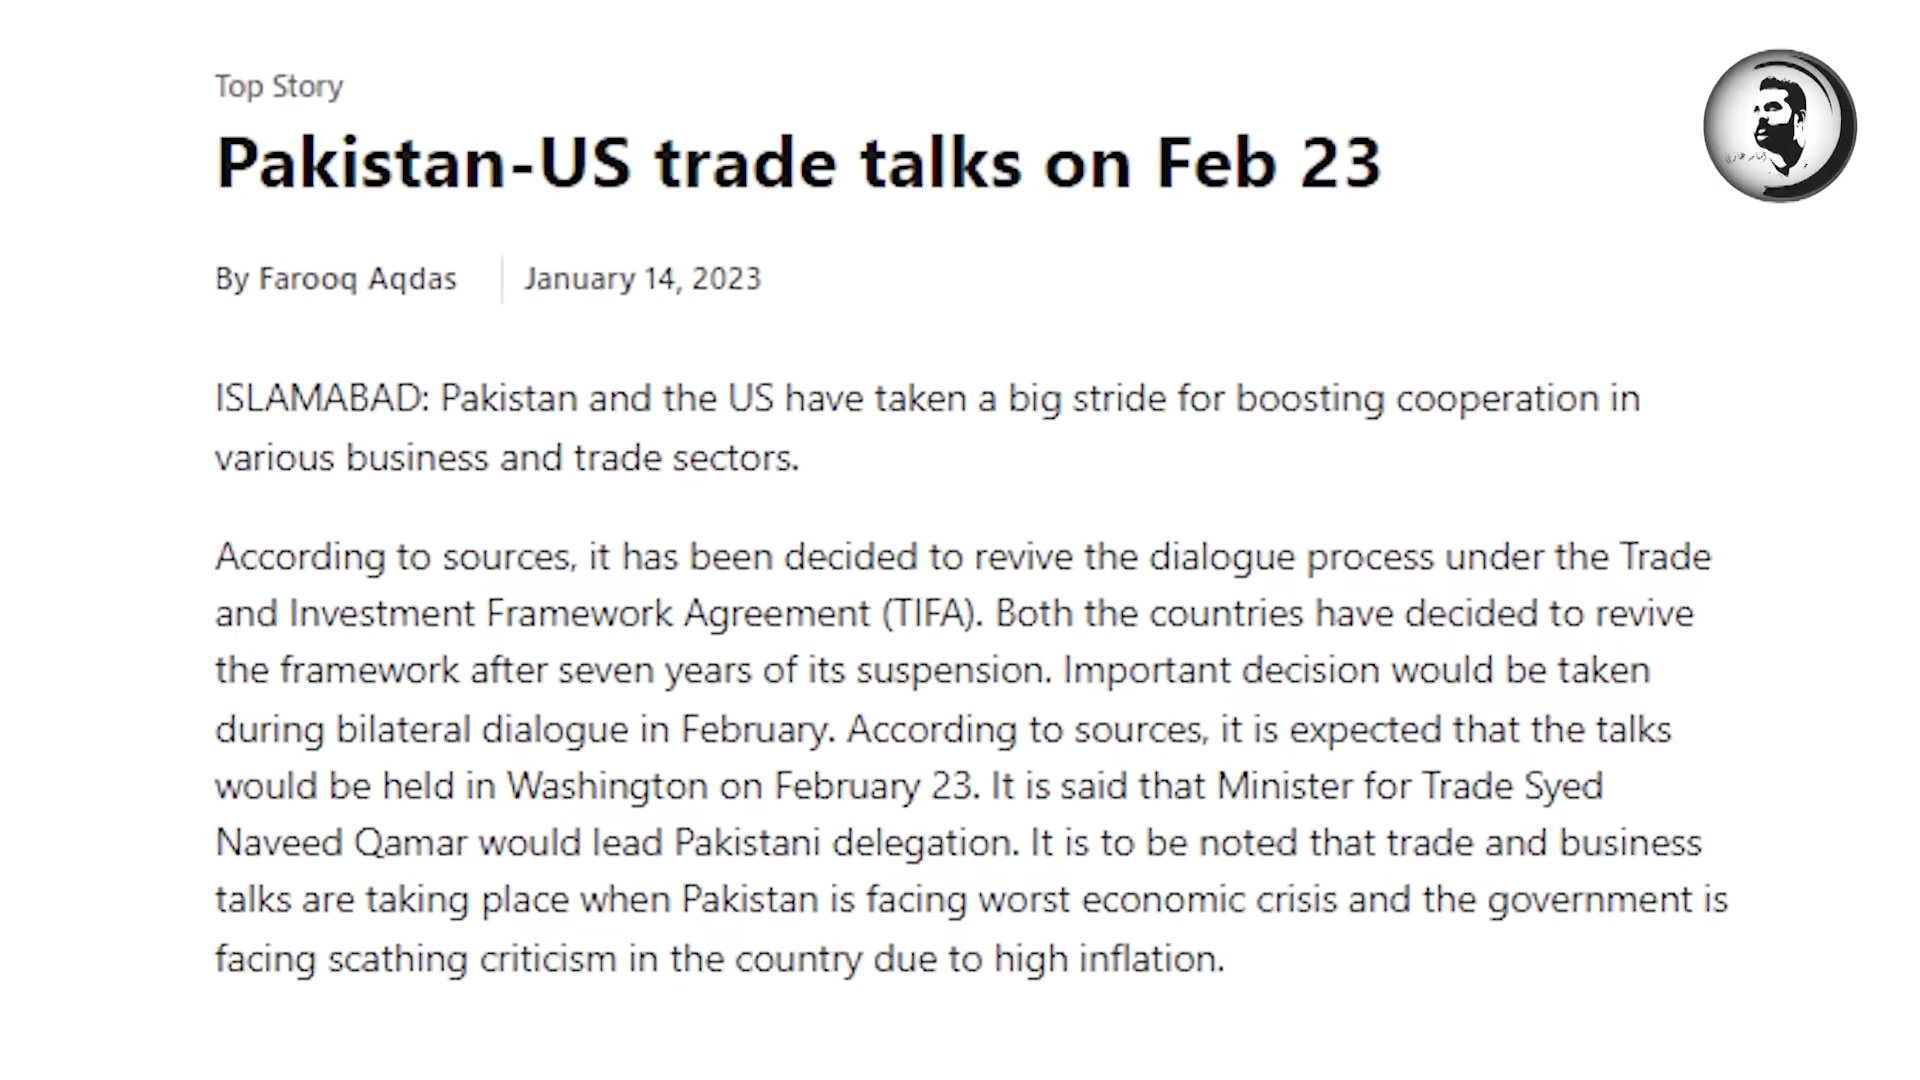 Top Story
Pakistan-US trade talks on Feb 23
By Farooq Aqdas
January 14, 2023
ISLAMABAD: Pakistan and the US have taken a big stride for boosting cooperation in
various business and trade sectors.
According to sources, it has been decided to revive the dialogue process under the Trade
and Investment Framework Agreement (TIFA). Both the countries have decided to revive
the framework after seven years of its suspension. Important decision would be taken
during bilateral dialogue in February. According to sources, it is expected that the talks
would be held in Washington on February 23. It is said that Minister for Trade Syed
Naveed Qamar would lead Pakistani delegation. It is to be noted that trade and business
talks are taking place when Pakistan is facing worst economic crisis and the government is
facing scathing criticism in the country due to high inflation.